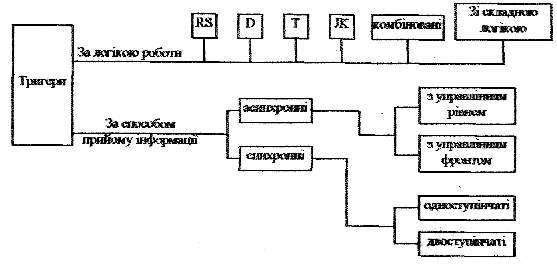 RS
D
T
JK
комбіновані
Зі складною
логікою
За логікою роботи
Тригери
За способом
прийому інформації
асинхронні
синхронні
з управлінням
рівнем
з управлінням
фронтом
одноступінчаті
двоступінчаті